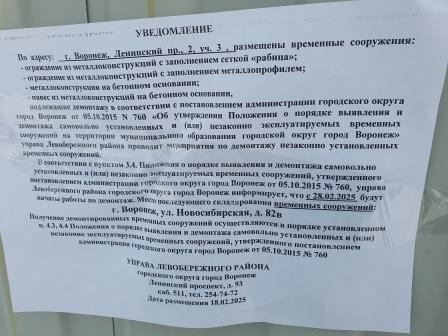 УВЕДОМЛЕНИЕ
По адресу: г. Воронеж, Ленинский пр., 2, уч. 3 , размещены временные сооружения:
- ограждение из металлоконструкций с заполнением сеткой «рабица»;
- ограждение из металлоконструкций с заполнением металлопрофилем;
- металлоконструкции на бетонном основании;
- навес из металлоконструкций на бетонном основании,
подлежащие демонтажу в соответствии с постановлением администрации городского округа
город Воронеж от 05.10.2015 N 760 «Об утверждении Положения о порядке выявления и
демонтажа самовольно установленных и (или) незаконно эксплуатируемых временных
сооружений на территории муниципального образования городской округ город Воронеж»
управа Левобережного района проводит мероприятия по демонтажу незаконно установленных
временных сооружений.
В соответствии с пунктом 3.4. Положения о порядке выявления и демонтажа самовольно
установленных и (или) незаконно эксплуатируемых временных сооружений, утвержденного
постановлением администрации городского округа город Воронеж от 05.10.2015 № 760, управа
Левобережного района городского округа город Воронеж информирует, что с 28.02.2025 будут
начаты работы по демонтажу. Место последующего складирования временных сооружений:
г. Воронеж, ул. Новосибирская, д. 82в
Получение демонтированных временных сооружений осуществляются в порядке установленном
п. 4.3, 4.4 Положения о порядке выявления и демонтажа самовольно установленных и (или)
незаконно эксплуатируемых временных сооружений, утвержденного постановлением
администрации городского округа город Воронеж от 05.10.2015 № 760
УПРАВА ЛЕВОБЕРЕЖНОГО РАЙОНА
городского округа город Воронеж
Ленинский проспект, д. 93
каб. 511, тел. 254-74-72
Дата размещения 18.02.2025